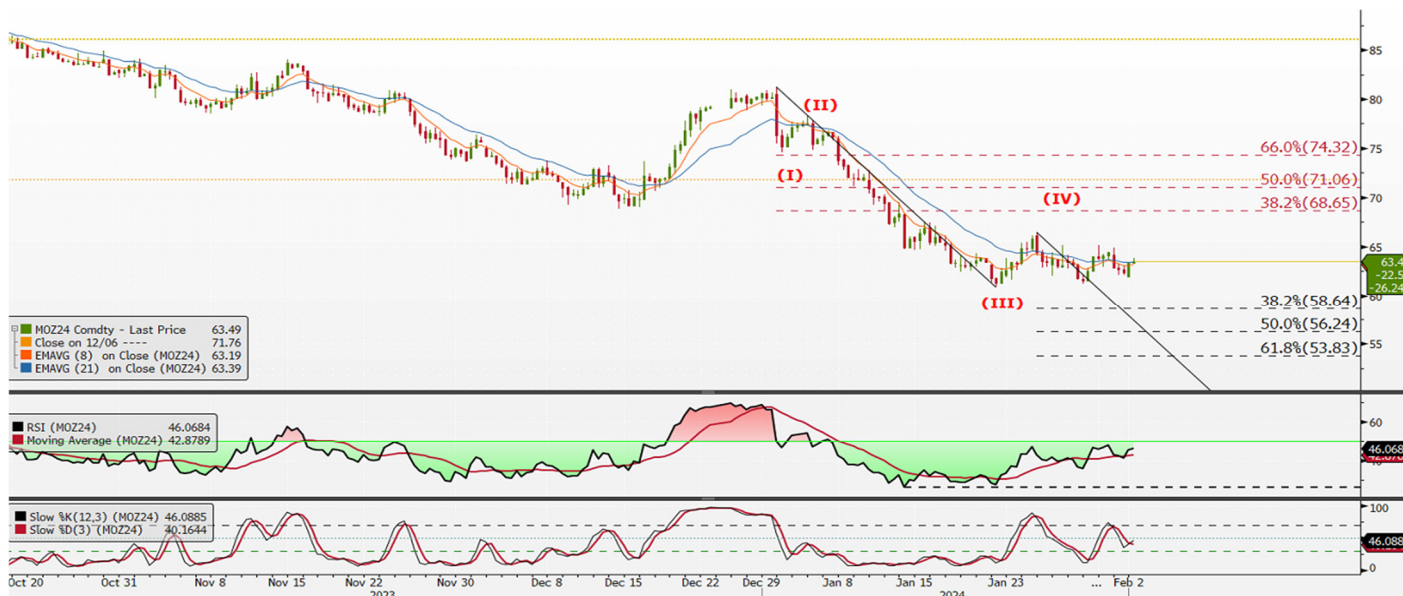 85
80
75
70
65
60
55
(II)
(I)
(IV)
(III)
66.0%(74.32)
50.0%(71.06)
38.2%(68.65)
63.4
-22.5
-26.24
38.2%(58.64)
50.0%(56.24)
61.8%(53.83)
MOZ24 Comdty - Last Price 63.49
Close on 12/06 ---- 71.76
EMAVG (8) on Close (MOZ24) 63.19
EMAVG (21) on Close (MOZ24) 63.39
RSI (MOZ24) 46.0684
Moving Average (MOZ24) 42.8789
60
46.068
Slow %K(12,3) (MOZ24) 46.0885
Slow %D(3) (MOZ24) 40.1644
100
46.088
0
Oct 20 Oct 31 Nov 8 Nov 15 Nov 22 Nov 30 Dec 8 Dec 15 Dec 22 Dec 29 Jan 8 Jan 15 Jan 23 ... Feb 2
2023 2024